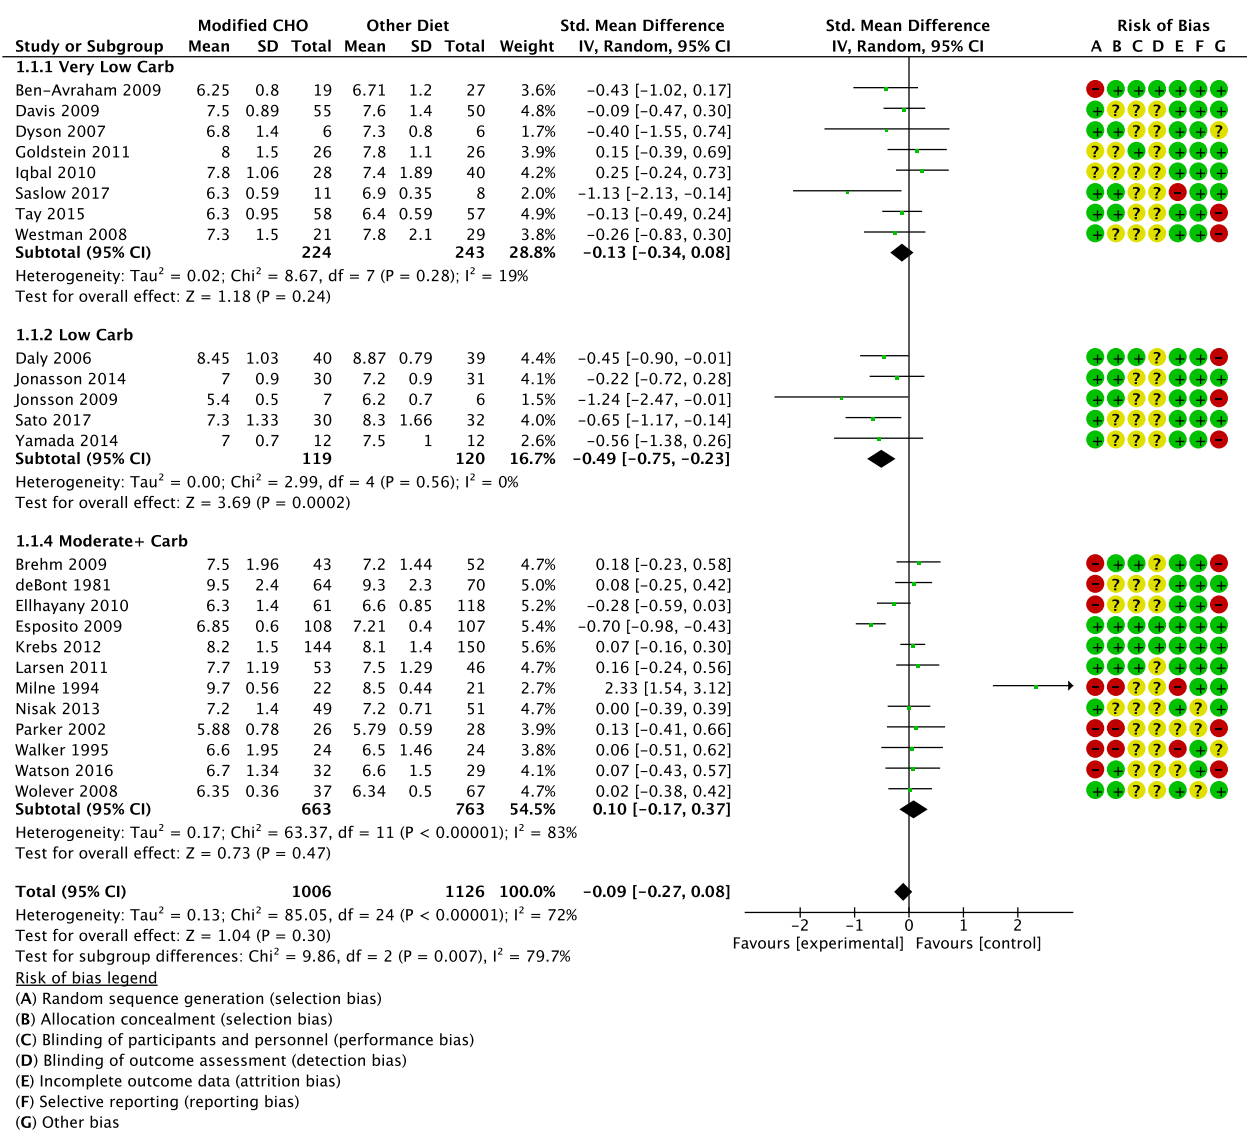 Modified CHO Other Diet Std. Mean Difference Std. Mean Difference Risk of Bias
Study or Subgroup Mean SD Total Mean SD Total Weight IV, Random, 95% CI IV, Random, 95% CI A B C D E F G
1.1.1 Very Low Carb
Ben-Avraham 2009 6.25 0.8 19 6.71 1.2 27 3.6% -0.43 [-1.02, 0.17] - + + + + + +
Davis 2009 7.5 0.89 55 7.6 1.4 50 4.8% -0.09 [-0.47, 0.30] + ? ? ? + + +
Dyson 2007 6.8 1.4 6 7.3 0.8 6 1.7% -0.40 [-1.55, 0.74] + + ? ? + + ?
Goldstein 2011 8 1.5 26 7.8 1.1 26 3.9% 0.15 [-0.39, 0.69] ? ? + ? + + +
Iqbal 2010 7.8 1.06 28 7.4 1.89 40 4.2% 0.25 [-0.24, 0.73] ? ? ? ? + + +
Saslow 2017 6.3 0.59 11 6.9 0.35 8 2.0% -1.13 [-2.13, -0.14] + + ? ? - + +
Tay 2015 6.3 0.95 58 6.4 0.59 57 4.9% -0.13 [-0.49, 0.24] + + ? ? + + -
Westman 2008 7.3 1.5 21 7.8 2.1 29 3.8% -0.26 [-0.83, 0.30] + ? ? ? + + -
Subtotal (95% CI) 224 243 28.8% -0.13 [-0.34, 0.08]
Heterogeneity: Tau² = 0.02; Chi² = 8.67, df = 7 (P = 0.28); I² = 19%
Test for overall effect: Z = 1.18 (P = 0.24)
1.1.2 Low Carb
Daly 2006 8.45 1.03 40 8.87 0.79 39 4.4% -0.45 [-0.90, -0.01] + + + ? + + -
Jonasson 2014 7 0.9 30 7.2 0.9 31 4.1% -0.22 [-0.72, 0.28] + + ? ? + + +
Jonsson 2009 5.4 0.5 7 6.2 0.7 6 1.5% -1.24 [-2.47, -0.01] + + ? ? + + -
Sato 2017 7.3 1.33 30 8.3 1.66 32 4.0% -0.65 [-1.17, -0.14] + ? ? ? + + +
Yamada 2014 7 0.7 12 7.5 1 12 2.6% -0.56 [-1.38, 0.26] + ? ? ? + + -
Subtotal (95% CI) 119 120 16.7% -0.49 [-0.75, -0.23]
Heterogeneity: Tau² = 0.00; Chi² = 2.99, df = 4 (P = 0.56); I² = 0%
Test for overall effect: Z = 3.69 (P = 0.0002)
1.1.4 Moderate+ Carb
Brehm 2009 7.5 1.96 43 7.2 1.44 52 4.7% 0.18 [-0.23, 0.58] - + + ? + + -
deBont 1981 9.5 2.4 64 9.3 2.3 70 5.0% 0.08 [-0.25, 0.42] - ? ? ? + + +
Ellhayany 2010 6.3 1.4 61 6.6 0.85 118 5.2% -0.28 [-0.59, 0.03] - ? ? ? + + -
Esposito 2009 6.85 0.6 108 7.21 0.4 107 5.4% -0.70 [-0.98, -0.43] + + + + + + +
Krebs 2012 8.2 1.5 144 8.1 1.4 150 5.6% 0.07 [-0.16, 0.30] + + + + + + +
Larsen 2011 7.7 1.19 53 7.5 1.29 46 4.7% 0.16 [-0.24, 0.56] + + + ? + + +
Milne 1994 9.7 0.56 22 8.5 0.44 21 2.7% 2.33 [1.54, 3.12] - - ? ? - + +
Nisak 2013 7.2 1.4 49 7.2 0.71 51 4.7% 0.00 [-0.39, 0.39] + ? ? ? + ? +
Parker 2002 5.88 0.78 26 5.79 0.59 28 4.0% 0.13 [-0.41, 0.66] - - ? ? ? ? -
Walker 1995 6.6 1.95 24 6.5 1.46 24 3.8% 0.06 [-0.51, 0.62] - - ? ? - + ?
Watson 2016 6.7 1.34 32 6.6 1.5 29 4.1% 0.07 [-0.43, 0.57] - + ? ? ? + -
Wolever 2008 6.35 0.36 37 6.34 0.5 67 4.7% 0.02 [-0.38, 0.42] + + ? ? + ? +
Subtotal (95% CI) 663 763 54.5% 0.10 [-0.17, 0.37]
Heterogeneity: Tau² = 0.17; Chi² = 63.37, df = 11 (P < 0.00001); I² = 83%
Test for overall effect: Z = 0.73 (P = 0.47)
Total (95% CI) 1006 1126 100.0% -0.09 [-0.27, 0.08]
Heterogeneity: Tau² = 0.13; Chi² = 85.05, df = 24 (P < 0.00001); I² = 72%
Test for overall effect: Z = 1.04 (P = 0.30)
Test for subgroup differences: Chi² = 9.86, df = 2 (P = 0.007), I² = 79.7%
-2 -1 0 1 2
Favours [experimental] Favours [control]
Risk of bias legend
(A) Random sequence generation (selection bias)
(B) Allocation concealment (selection bias)
(C) Blinding of participants and personnel (performance bias)
(D) Blinding of outcome assessment (detection bias)
(E) Incomplete outcome data (attrition bias)
(F) Selective reporting (reporting bias)
(G) Other bias